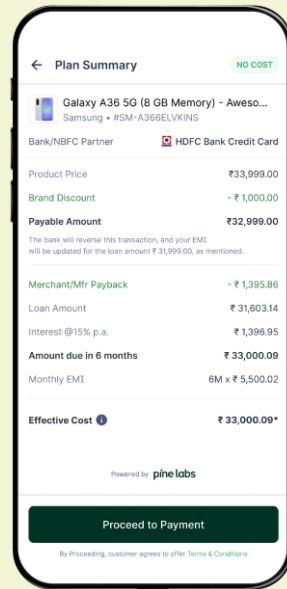 Plan Summary
NO COST
Galaxy A36 5G (8 GB Memory) - Aweso...
Samsung • #SM-A366ELVKINS
Bank/NBFC Partner HDFC Bank Credit Card
Product Price ₹33,999.00
Brand Discount - ₹ 1,000.00
Payable Amount ₹32,999.00
The bank will reverse this transaction, and your EMI
will be updated for the loan amount ₹ 31,999.00, as mentioned.
Merchant/Mfr Payback - ₹ 1,395.86
Loan Amount ₹ 31,603.14
Interest @15% p.a. ₹ 1,396.95
Amount due in 6 months ₹ 33,000.09
Monthly EMI 6M x ₹ 5,500.02
Effective Cost i ₹ 33,000.09*
Powered by pine labs
Proceed to Payment
By Proceeding, customer agrees to offer Terms & Conditions